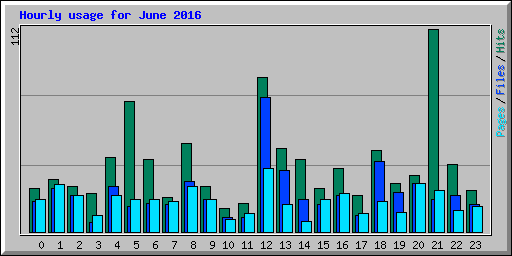 Hourly usage for June 2016
112
Pages / Files / Hits
0 1 2 3 4 5 6 7 8 9 10 11 12 13 14 15 16 17 18 19 20 21 22 23